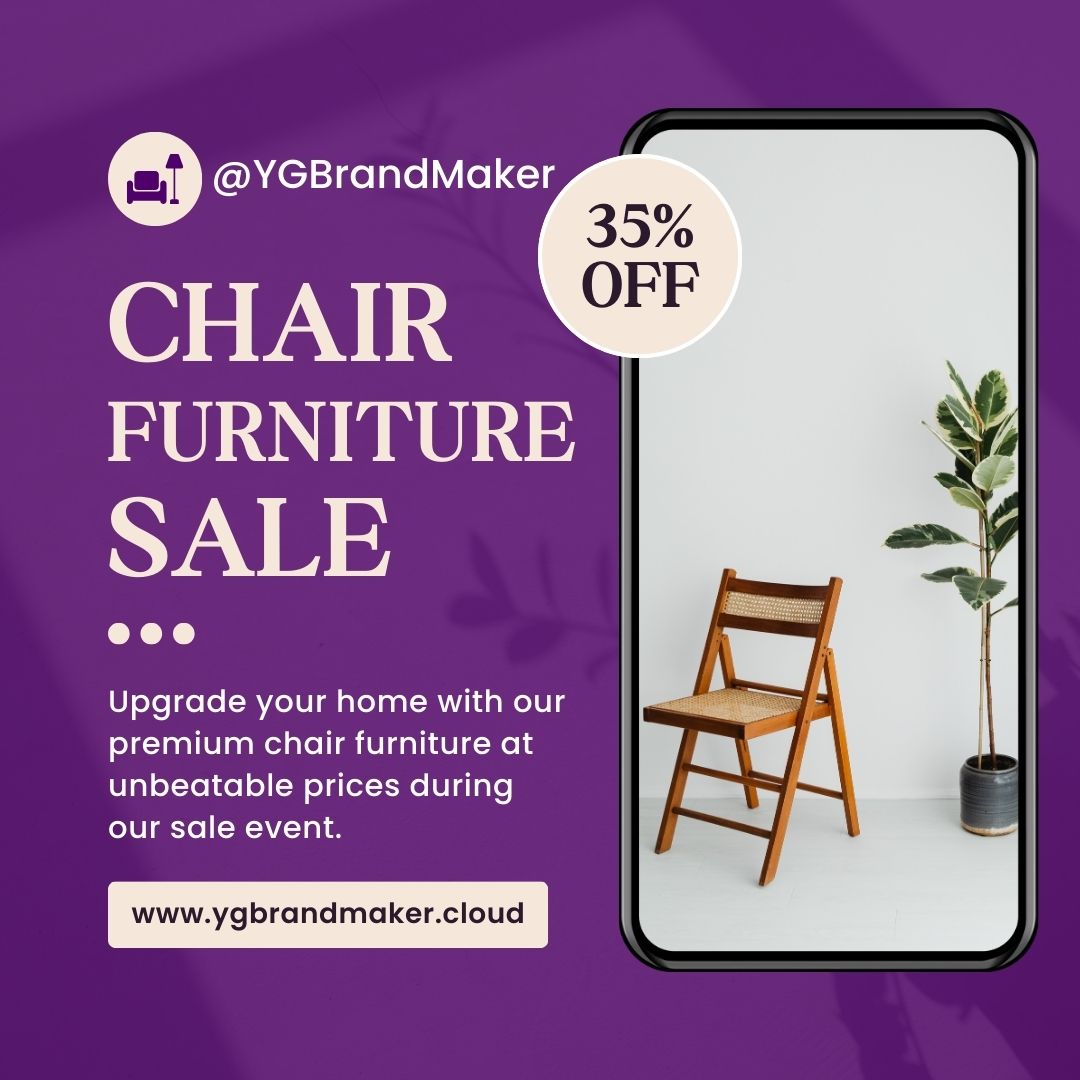 @YGBrandMaker
35%
OFF
CHAIR
FURNITURE
SALE
Upgrade your home with our
premium chair furniture at
unbeatable prices during
our sale event.
www.ygbrandmaker.cloud